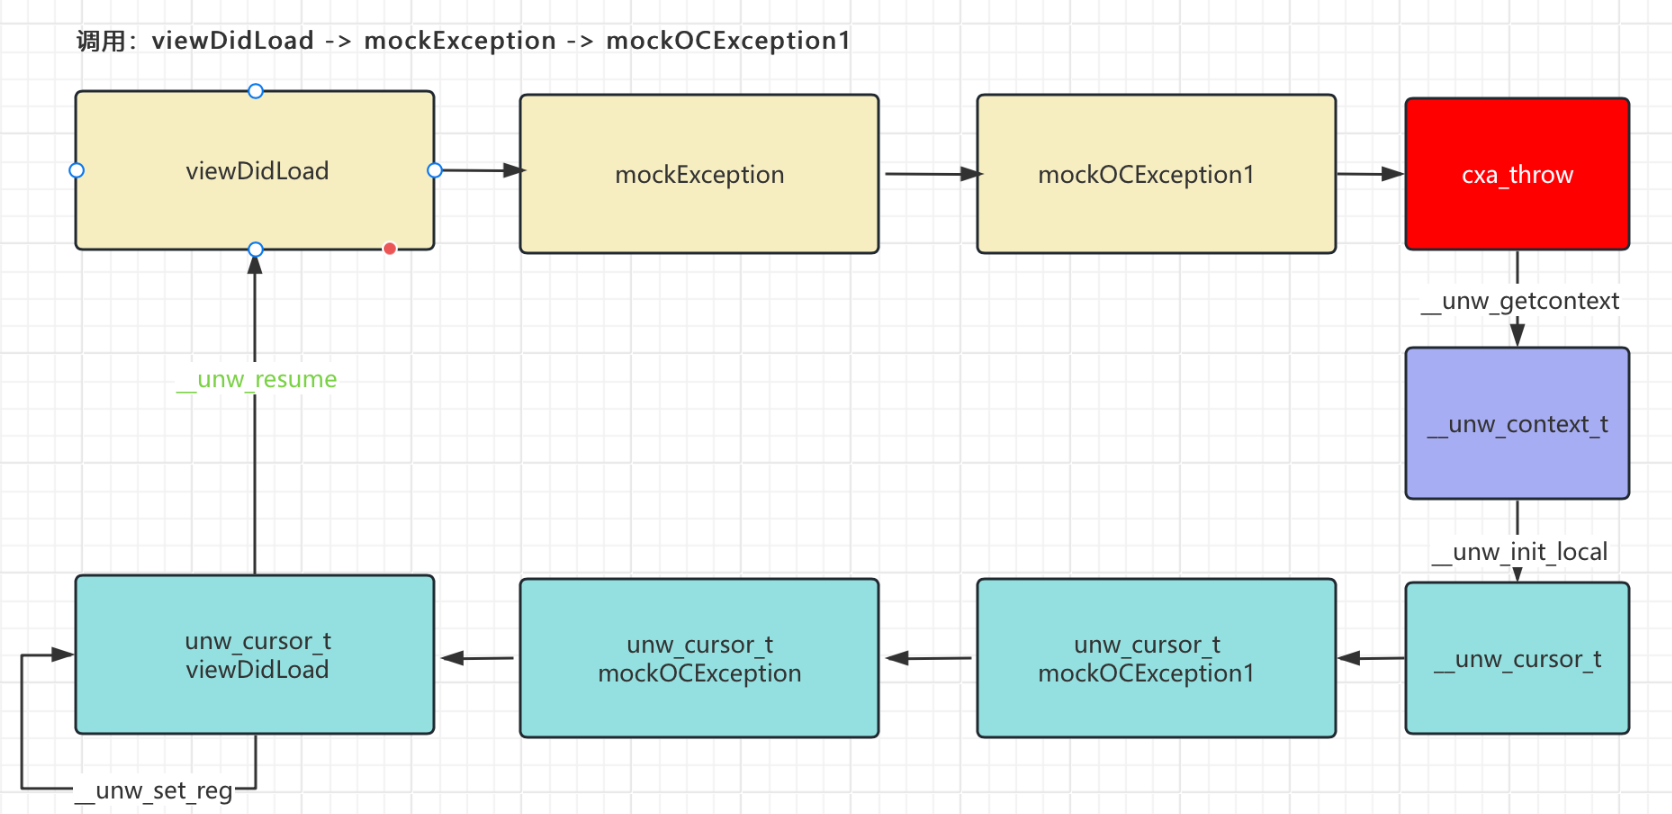 调用：viewDidLoad -> mockException -> mockOCException1
viewDidLoad
mockException
mockOCException1
cxa_throw
__unw_getcontext
__unw_resume
__unw_context_t
__unw_init_local
unw_cursor_t
viewDidLoad
unw_cursor_t
mockOCException
unw_cursor_t
mockOCException1
__unw_cursor_t
__unw_set_reg